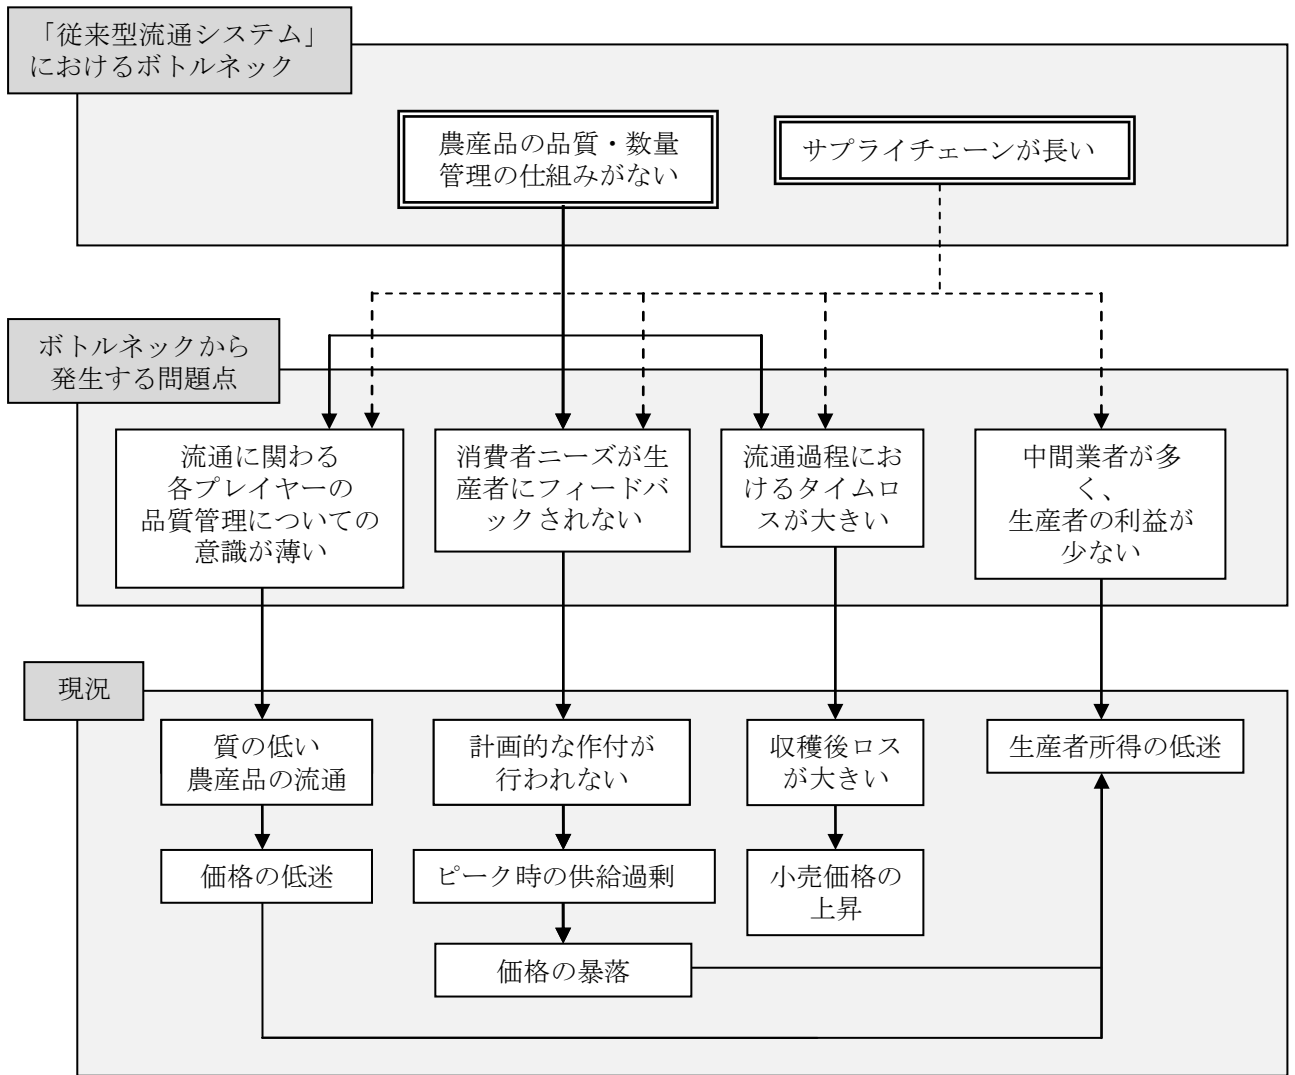 「従来型流通システム」
におけるボトルネック
農産品の品質・数量
管理の仕組みがない
サプライチェーンが長い
ボトルネックから
発生する問題点
流通に関わる
各プレイヤーの
品質管理についての
意識が薄い
消費者ニーズが生
産者にフィードバ
ックされない
流通過程にお
けるタイムロ
スが大きい
中間業者が多
く、
生産者の利益が
少ない
現況
質の低い
農産品の流通
計画的な作付が
行われない
収穫後ロス
が大きい
生産者所得の低迷
価格の低迷
ピーク時の供給過剰
小売価格の
上昇
価格の暴落